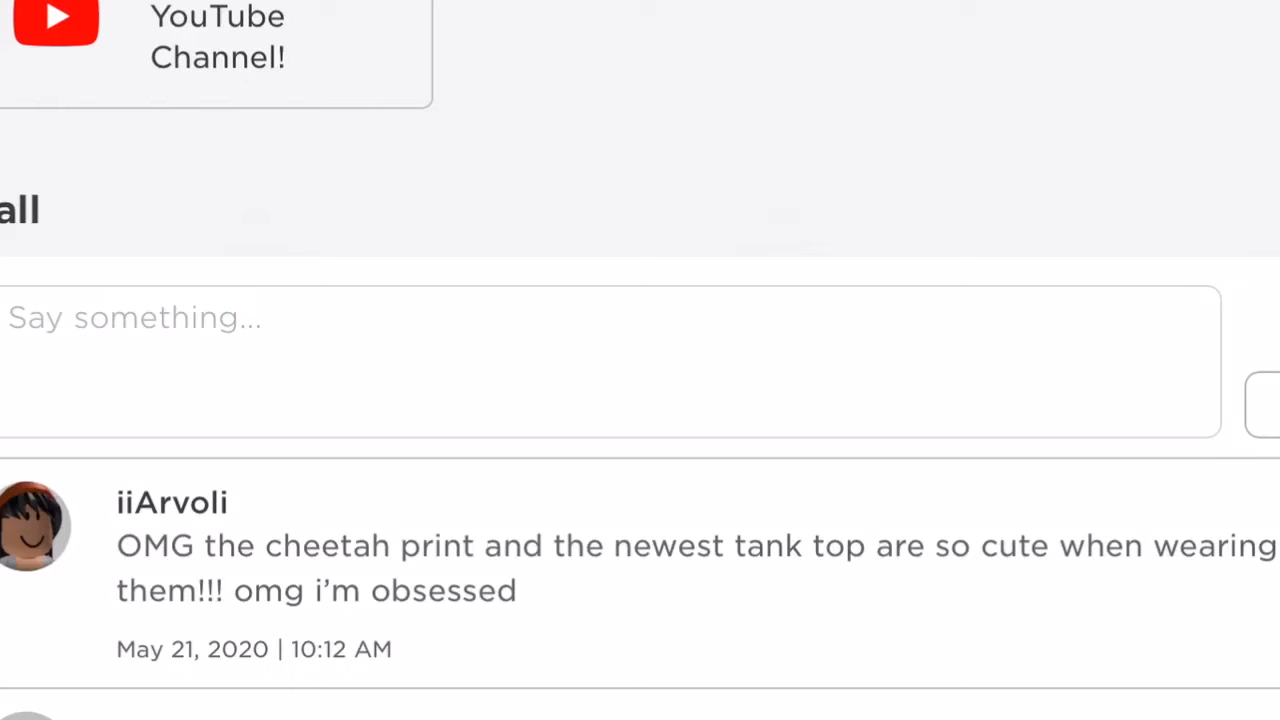 YouTube
Channel!
all
Say something...
iiArvoli
OMG the cheetah print and the newest tank top are so cute when wearing
them!!! omg i’m obsessed
May 21, 2020 | 10:12 AM